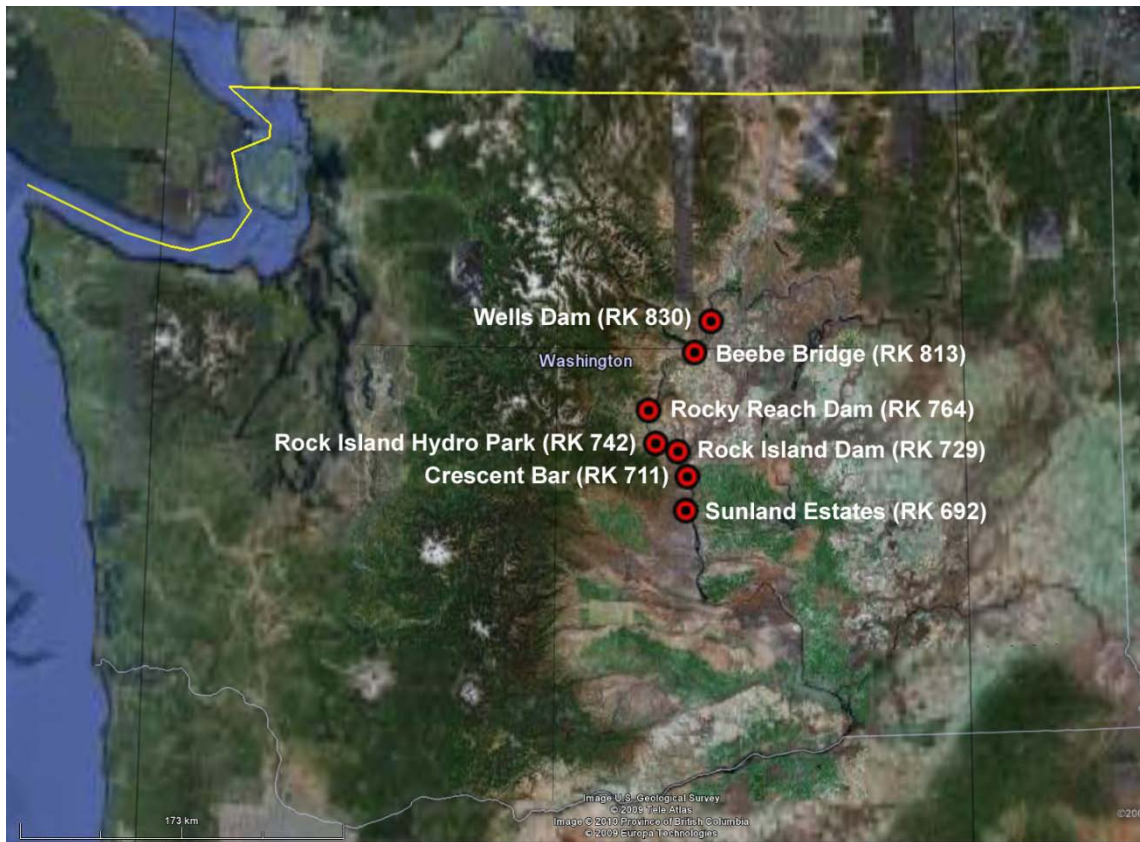 Wells Dam (RK 830)
Washington
Beebe Bridge (RK 813)
Rocky Reach Dam (RK 764)
Rock Island Hydro Park (RK 742)
Rock Island Dam (RK 729)
Crescent Bar (RK 711)
Sunland Estates (RK 692)
Image U.S. Geological Survey
© 2009 Tele Atlas
Image © 2010 Province of British Columbia
© 2009 Europa Technologies
173 km